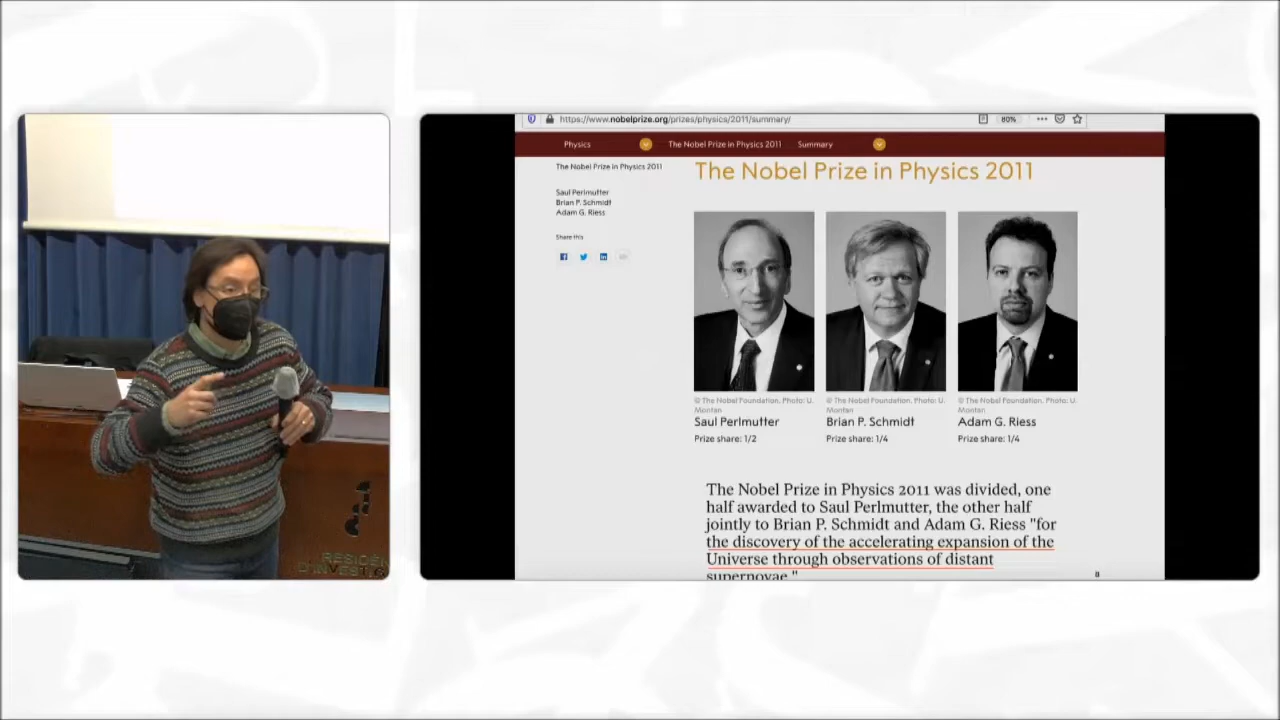 https://www.nobelprize.org/prizes/physics/2011/summary/
80%
Physics
The Nobel Prize in Physics 2011
Summary
The Nobel Prize in Physics 2011
Saul Perlmutter
Brian P. Schmidt
Adam G. Riess
Share this
The Nobel Prize in Physics 2011
© The Nobel Foundation. Photo: U.
Montan
Saul Perlmutter
Prize share: 1/2
© The Nobel Foundation. Photo: U.
Montan
Brian P. Schmidt
Prize share: 1/4
© The Nobel Foundation. Photo: U.
Montan
Adam G. Riess
Prize share: 1/4
The Nobel Prize in Physics 2011 was divided, one
half awarded to Saul Perlmutter, the other half
jointly to Brian P. Schmidt and Adam G. Riess "for
the discovery of the accelerating expansion of the
Universe through observations of distant
supernovae."
8